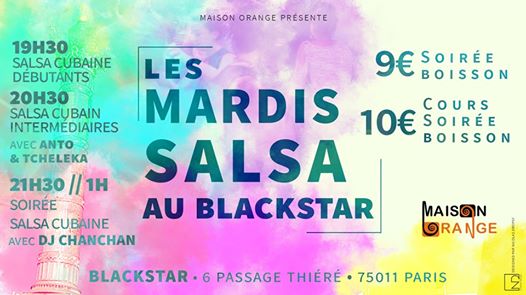 MAISON ORANGE PRÉSENTE
19H30
SALSA CUBAINE
DÉBUTANTS
20H30
SALSA CUBAIN
INTERMÉDIAIRES
AVEC ANTO
& TCHELEKA
21H30 // 1H
SOIRÉE
SALSA CUBAINE
AVEC DJ CHANCHAN
LES
MARDIS
SALSA
AU BLACKSTAR
9€ SOIRÉE
BOISSON
10€ COURS
SOIRÉE
BOISSON
MAISON
ORANGE
BLACKSTAR • 6 PASSAGE THIÉRÉ • 75011 PARIS